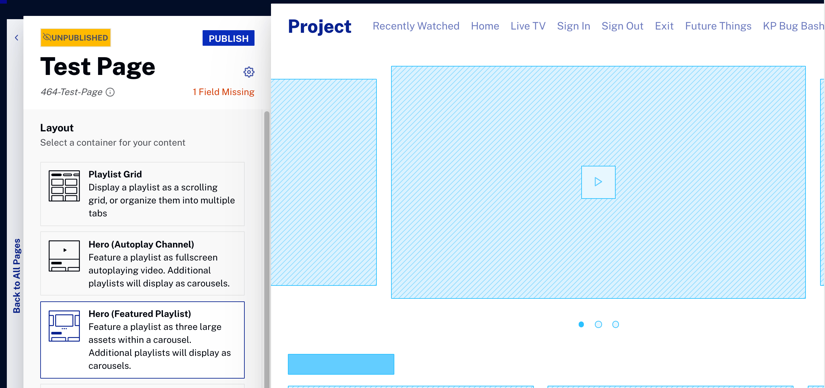 UNPUBLISHED
PUBLISH
Test Page
464-Test-Page
1 Field Missing
Layout
Select a container for your content
Playlist Grid
Display a playlist as a scrolling
grid, or organize them into multiple
tabs
Hero (Autoplay Channel)
Feature a playlist as fullscreen
autoplaying video. Additional
playlists will display as carousels.
Hero (Featured Playlist)
Feature a playlist as three large
assets within a carousel.
Additional playlists will display as
carousels.
Back to All Pages
Project Recently Watched Home Live TV Sign In Sign Out Exit Future Things KP Bug Bash